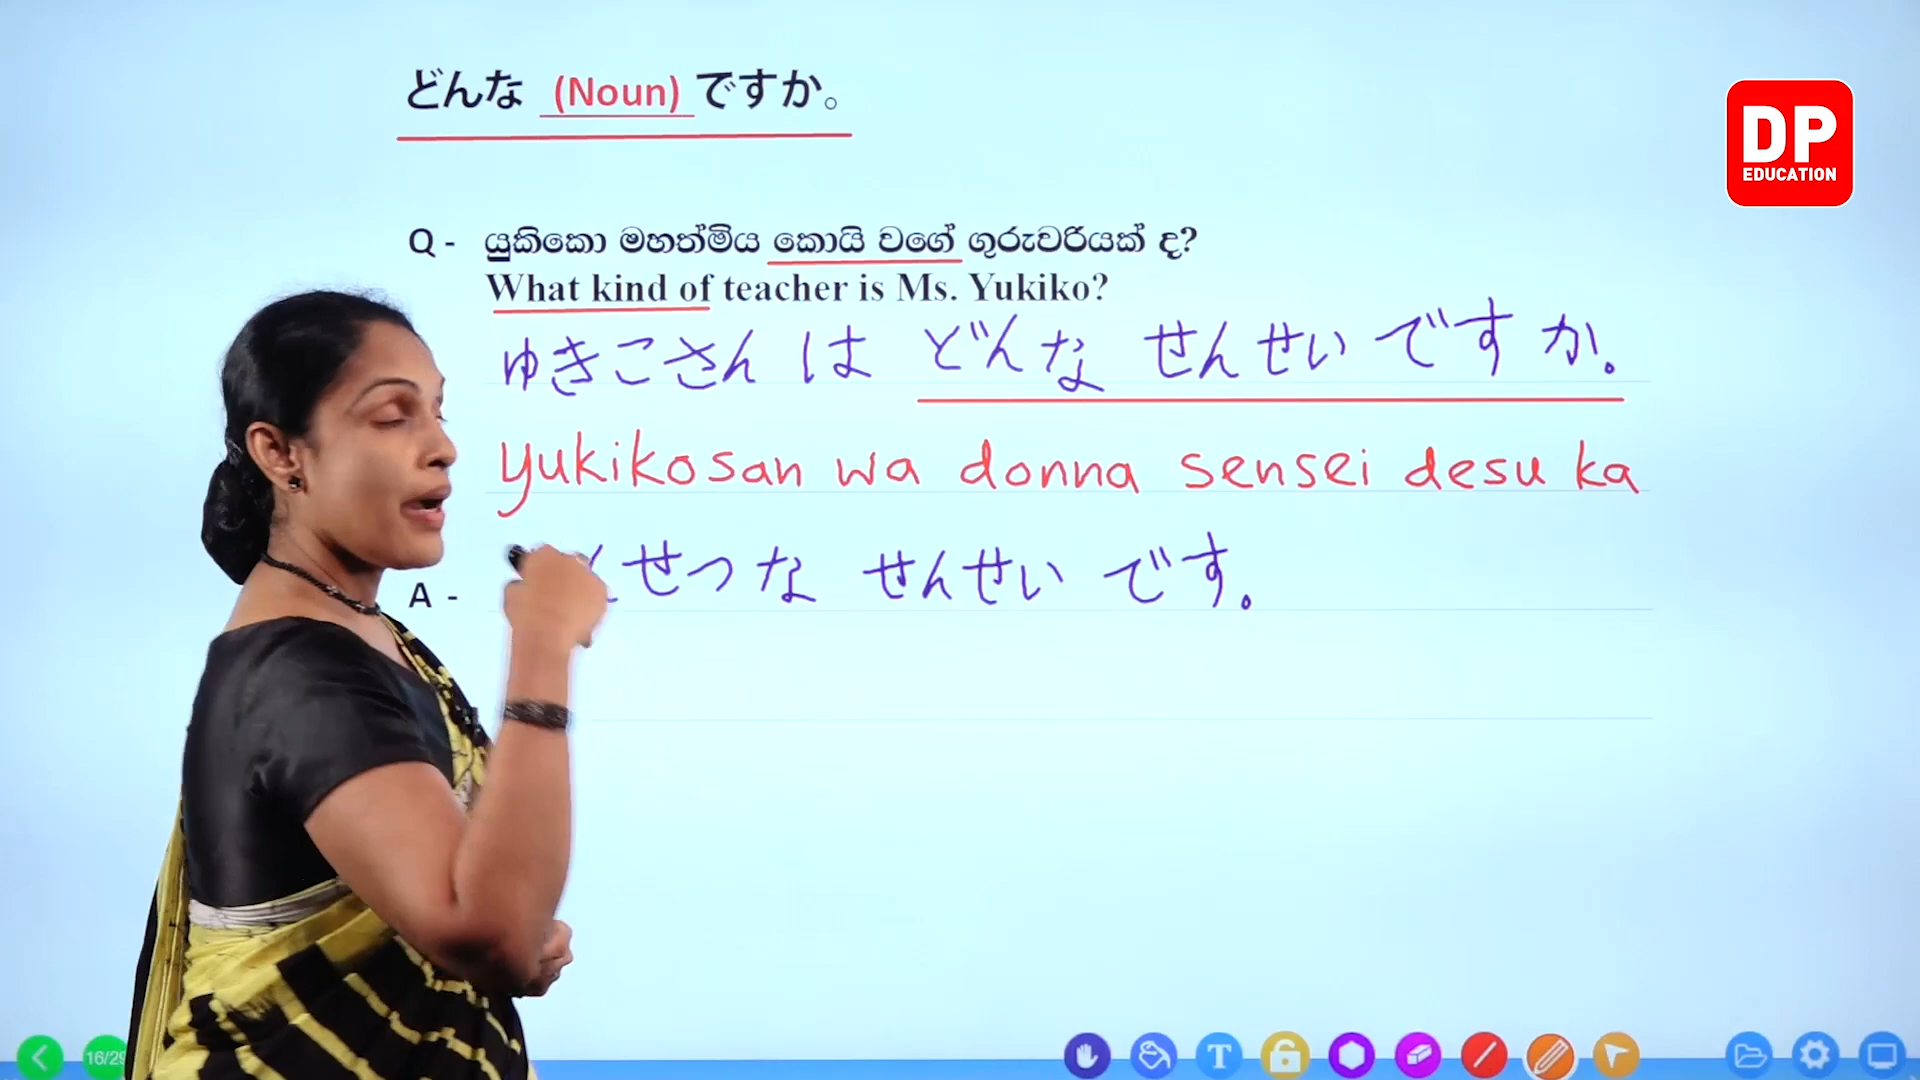 どんな (Noun) ですか。
DP
EDUCATION
Q - යුකිකො මහත්මිය කොයි වගේ ගුරුවරියක් ද?
What kind of teacher is Ms. Yukiko?
ゆきこさん は どんな せんせい です か。
yukikosan wa donna sensei desu ka
A - せつな せんせい です。
16/29
T